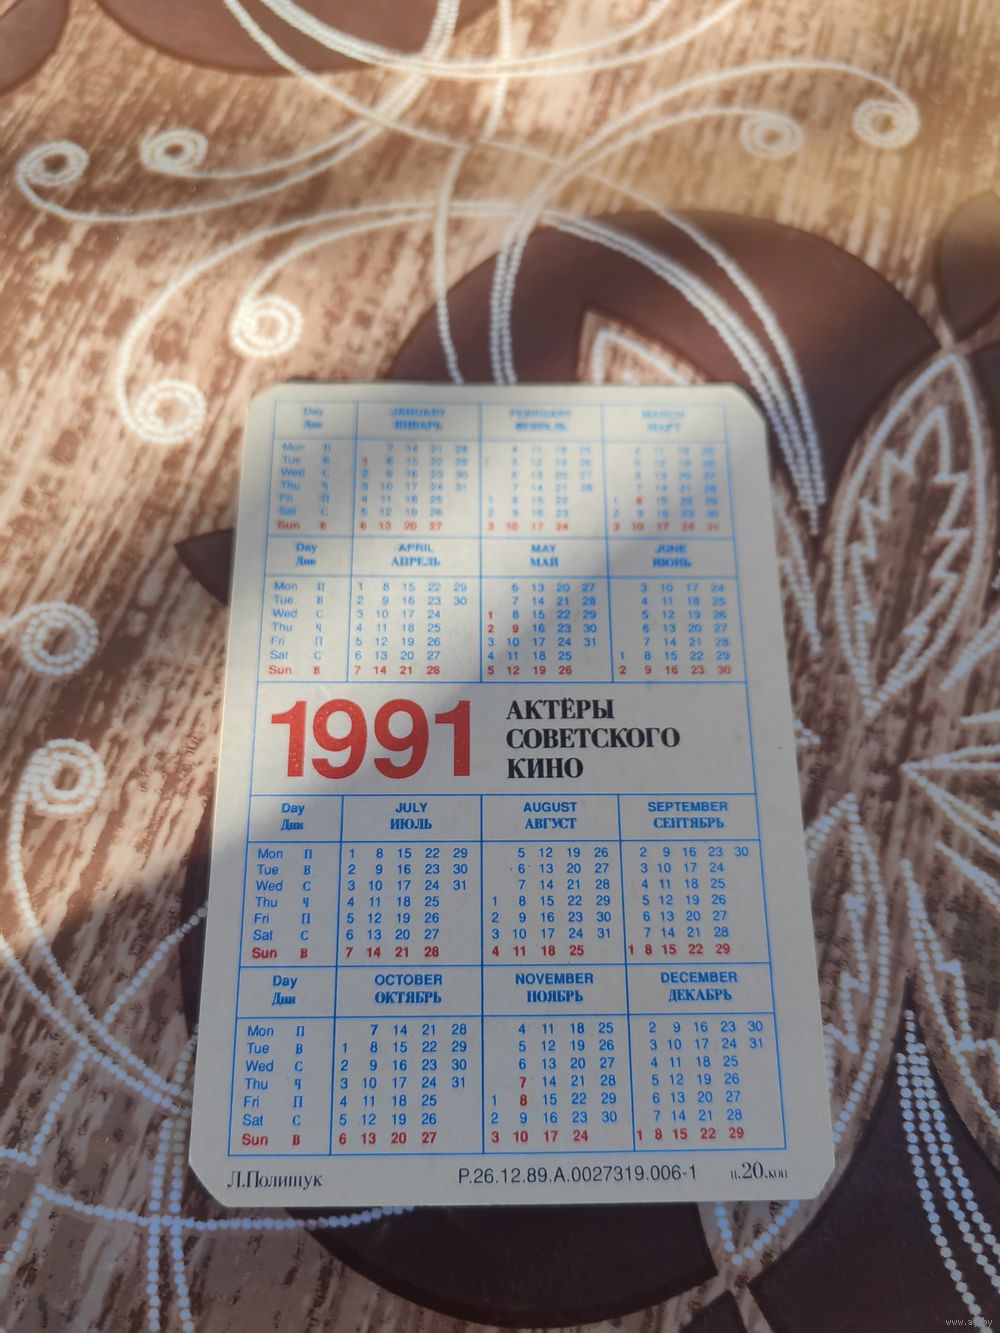 Day JANUARY FEBRUARY MARCH
Дни ЯНВАРЬ ФЕВРАЛЬ МАРТ
Mon П 7 14 21 28 4 11 18 25 4 11 18 25
Tue В 1 8 15 22 29 5 12 19 26 5 12 19 26
Wed С 2 9 16 23 30 6 13 20 27 6 13 20 27
Thu Ч 3 10 17 24 31 7 14 21 28 7 14 21 28
Fri П 4 11 18 25 1 8 15 22 1 8 15 22 29
Sat С 5 12 19 26 2 9 16 23 2 9 16 23 30
Sun В 6 13 20 27 3 10 17 24 3 10 17 24 31
Day APRIL MAY JUNE
Дни АПРЕЛЬ МАЙ ИЮНЬ
Mon П 1 8 15 22 29 6 13 20 27 3 10 17 24
Tue В 2 9 16 23 30 7 14 21 28 4 11 18 25
Wed С 3 10 17 24 1 8 15 22 29 5 12 19 26
Thu Ч 4 11 18 25 2 9 16 23 30 6 13 20 27
Fri П 5 12 19 26 3 10 17 24 31 7 14 21 28
Sat С 6 13 20 27 4 11 18 25 1 8 15 22 29
Sun В 7 14 21 28 5 12 19 26 2 9 16 23 30
1991
АКТЁРЫ
СОВЕТСКОГО
КИНО
Day JULY AUGUST SEPTEMBER
Дни ИЮЛЬ АВГУСТ СЕНТЯБРЬ
Mon П 1 8 15 22 29 5 12 19 26 2 9 16 23 30
Tue В 2 9 16 23 30 6 13 20 27 3 10 17 24
Wed С 3 10 17 24 31 7 14 21 28 4 11 18 25
Thu Ч 4 11 18 25 1 8 15 22 29 5 12 19 26
Fri П 5 12 19 26 2 9 16 23 30 6 13 20 27
Sat С 6 13 20 27 3 10 17 24 31 7 14 21 28
Sun В 7 14 21 28 4 11 18 25 1 8 15 22 29
Day OCTOBER NOVEMBER DECEMBER
Дни ОКТЯБРЬ НОЯБРЬ ДЕКАБРЬ
Mon П 7 14 21 28 4 11 18 25 2 9 16 23 30
Tue В 1 8 15 22 29 5 12 19 26 3 10 17 24 31
Wed С 2 9 16 23 30 6 13 20 27 4 11 18 25
Thu Ч 3 10 17 24 31 7 14 21 28 5 12 19 26
Fri П 4 11 18 25 1 8 15 22 29 6 13 20 27
Sat С 5 12 19 26 2 9 16 23 30 7 14 21 28
Sun В 6 13 20 27 3 10 17 24 1 8 15 22 29
Л.Полищук Р.26.12.89.А.0027319.006-1 ц.20.коп